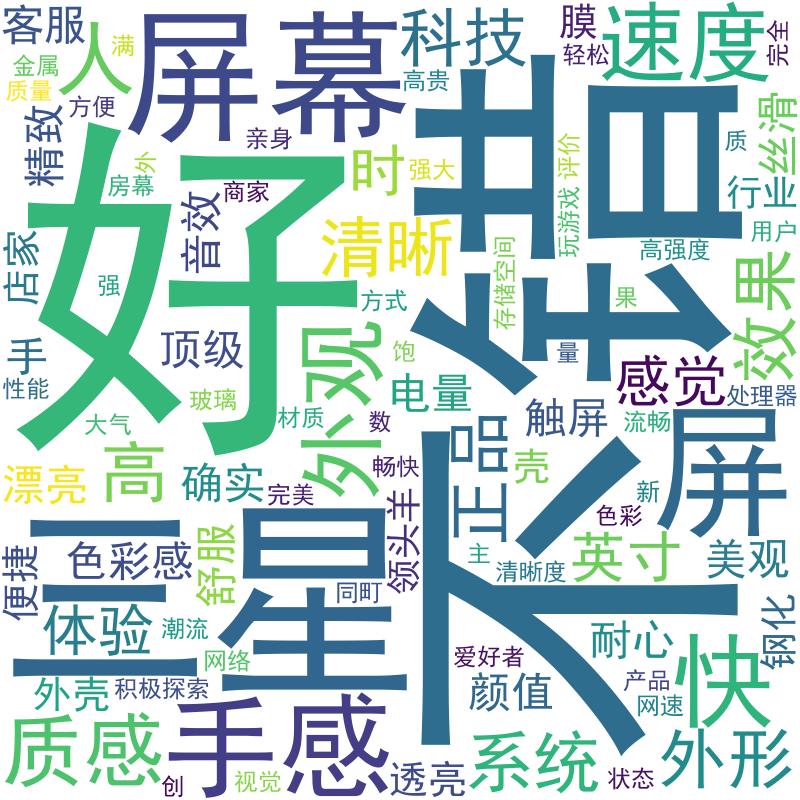 客服
满
金属
质量
人
方便
屏幕
科技
高贵
膜
轻松
速度
完全
精致
外
房幕
亲身
商家
音效
时
强大
评价
玩游戏
不错
质
丝滑
行业
用户
高强度
店家
好
强
清晰
方式
存储空间
果
量
效果
手
性能
顶级
外观
饱
玻璃
材质
大气
电量
数
感觉
处理器
触屏
流畅
屏
漂亮
高
确实
完美
畅快
正品
壳
新
色彩
领头羊
主
清晰度
英寸
美观
便捷
色彩感
舒服
同町
三星
体验
潮流
网络
耐心
钢化
爱好者
外壳
积极探索
颜值
产品
网速
快
质感
手感
创
视觉
透亮
系统
状态
外形